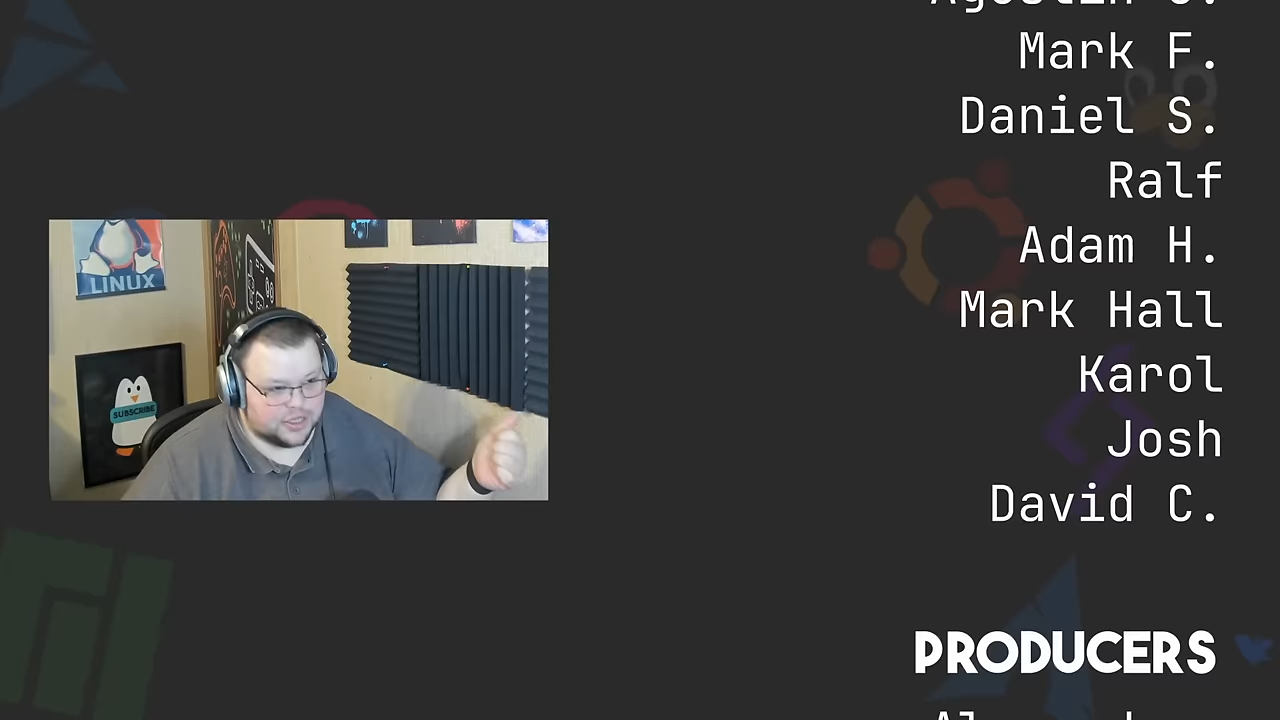 Mark F.
Daniel S.
Ralf
Adam H.
Mark Hall
Karol
Josh
David C.
PRODUCERS
LINUX
SUBSCRIBE